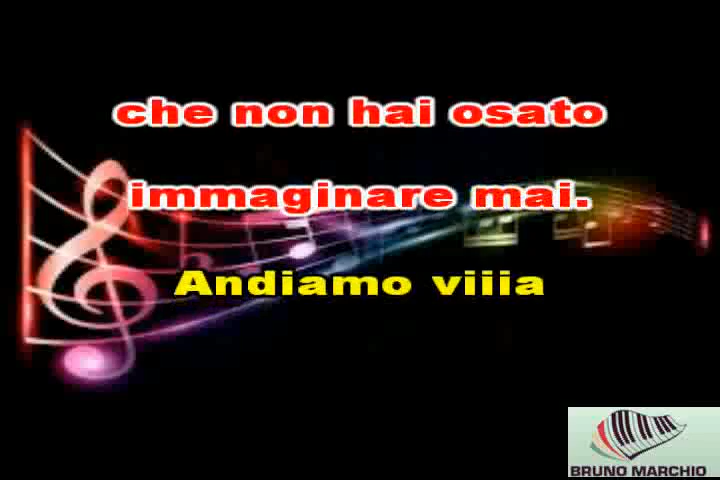 che non hai osato
immaginare mai.
Andiamo viiia
BRUNO MARCHIO